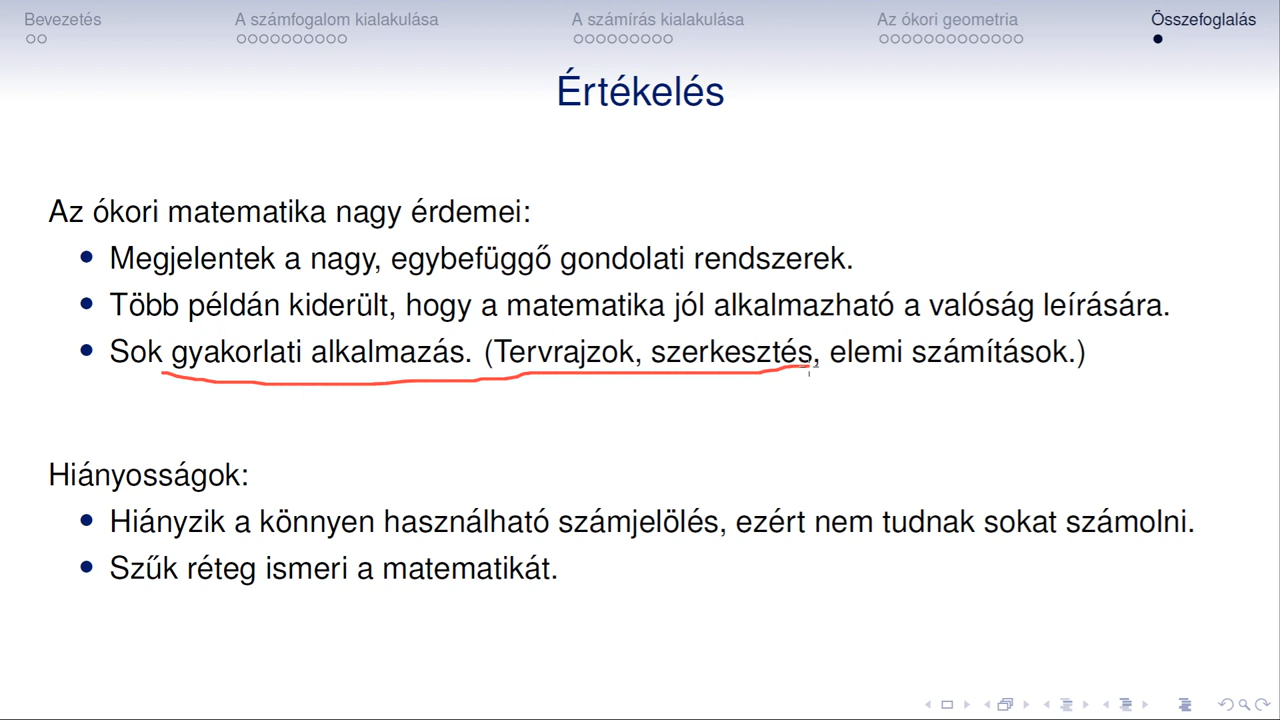 Bevezetés A számfogalom kialakulása A számírás kialakulása Az ókori geometria Összefoglalás
Értékelés
Az ókori matematika nagy érdemei:
Megjelentek a nagy, egybefüggő gondolati rendszerek.
Több példán kiderült, hogy a matematika jól alkalmazható a valóság leírására.
Sok gyakorlati alkalmazás. (Tervrajzok, szerkesztés, elemi számítások.)
Hiányosságok:
Hiányzik a könnyen használható számjelölés, ezért nem tudnak sokat számolni.
Szűk réteg ismeri a matematikát.